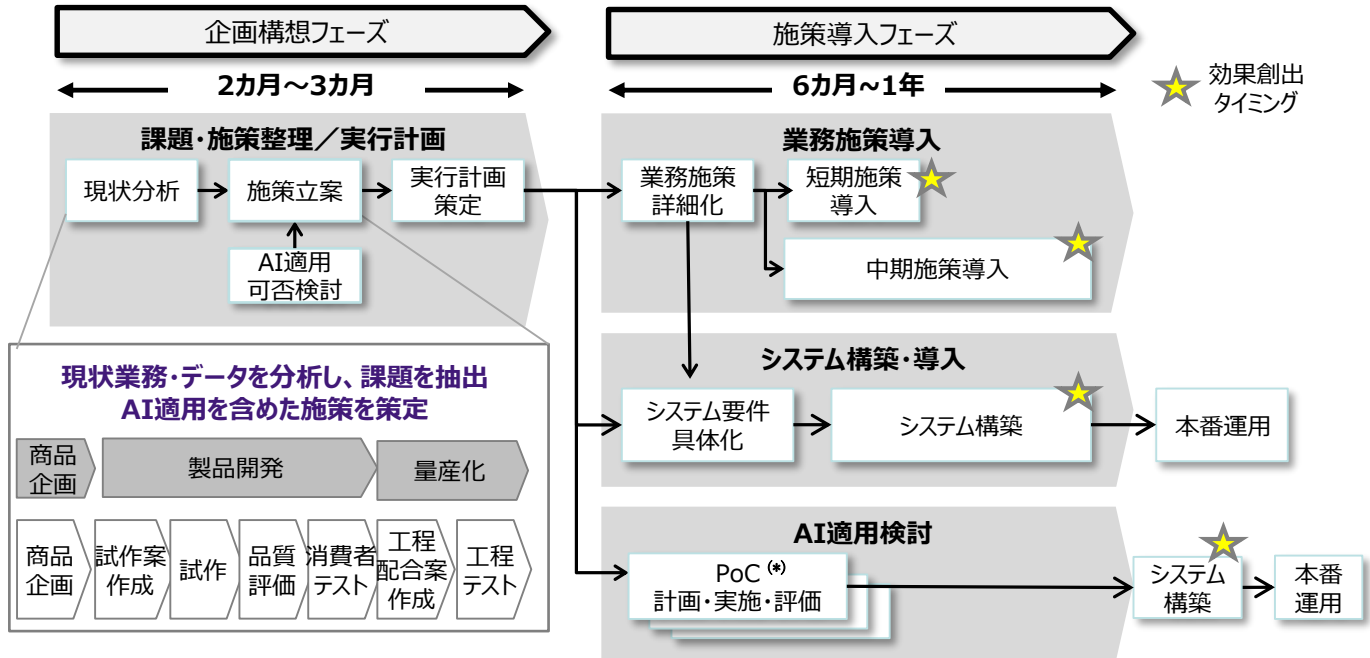 企画構想フェーズ
施策導入フェーズ
2カ月～3カ月
6カ月~1年
効果創出
タイミング
課題・施策整理／実行計画
現状分析
施策立案
実行計画
策定
AI適用
可否検討
業務施策導入
業務施策
詳細化
短期施策
導入
中期施策導入
現状業務・データを分析し、課題を抽出
AI適用を含めた施策を策定
商品
企画
製品開発
量産化
商品
企画
試作案
作成
試作
品質
評価
消費者
テスト
工程
配合案
作成
工程
テスト
システム構築・導入
システム要件
具体化
システム構築
本番運用
AI適用検討
PoC (*)
計画・実施・評価
システム
構築
本番
運用